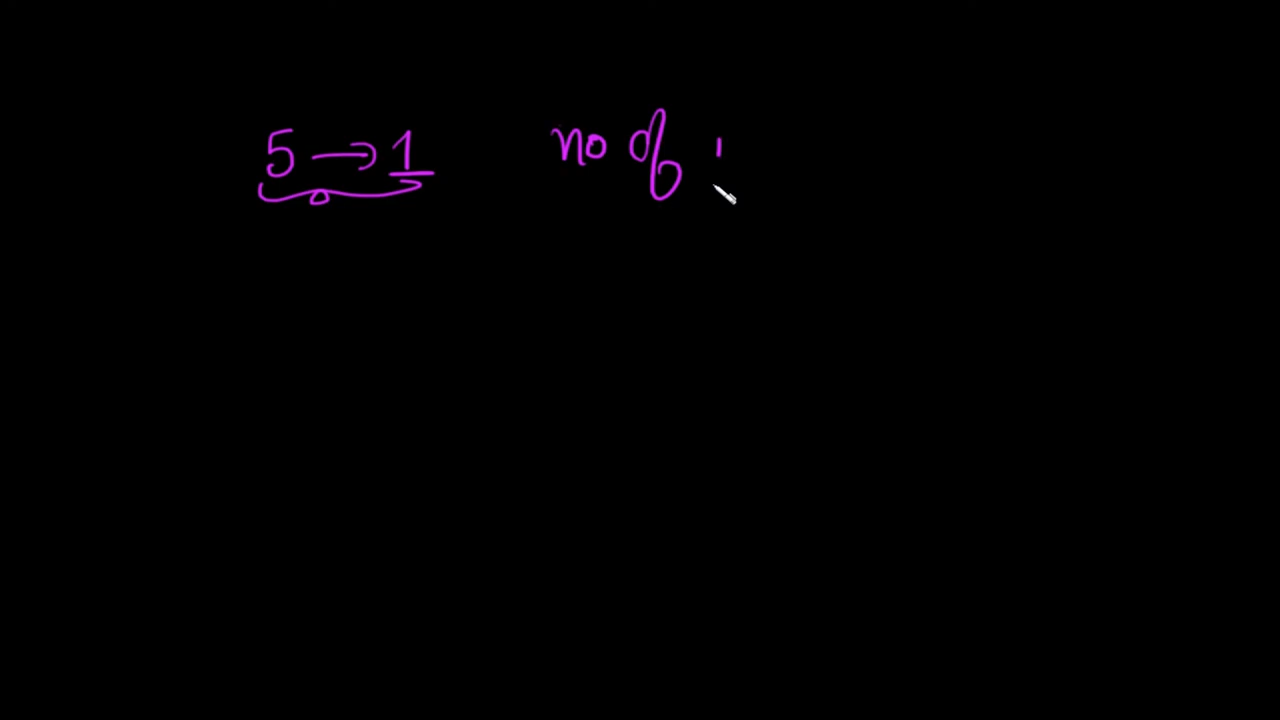 5 → 1 no of